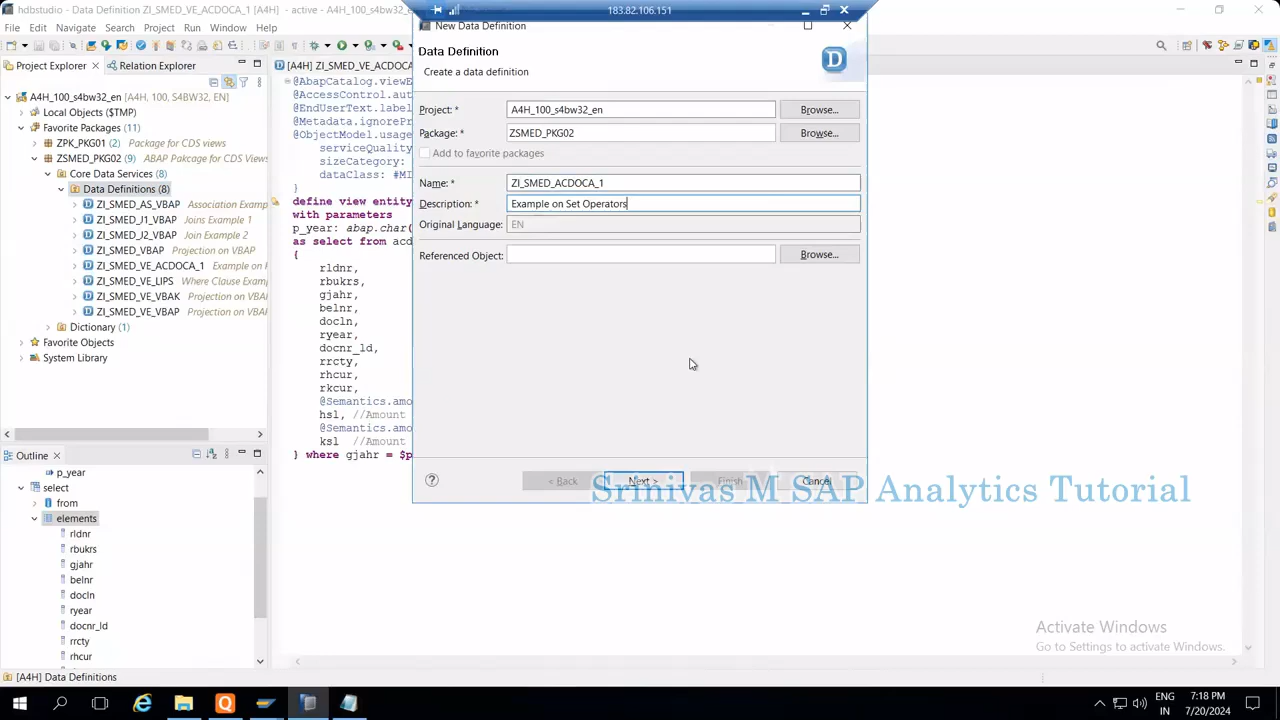 hdbstudio - Data Definition ZI_SMED_VE_ACDOCA_1 [A4H] - active - A4H_100_s4bw32_en
183.82.106.151
File Edit Navigate Search Project Run Window Help
Project Explorer
Relation Explorer
[A4H] ZI_SMED_VE_ACDOCA
A4H_100_s4bw32_en [A4H, 100, S4BW32, EN]
Local Objects ($TMP)
Favorite Packages (11)
ZPK_PKG01 (2) Package for CDS views
ZSMED_PKG02 (9) ABAP Pakcage for CDS Views
Core Data Services (8)
Data Definitions (8)
ZI_SMED_AS_VBAP Association Example
ZI_SMED_J1_VBAP Joins Example 1
ZI_SMED_J2_VBAP Join Example 2
ZI_SMED_VBAP Projection on VBAP
ZI_SMED_VE_ACDOCA_1 Example on
ZI_SMED_VE_LIPS Where Clause Examp
ZI_SMED_VE_VBAK Projection on VBA
ZI_SMED_VE_VBAP Projection on VBA
Dictionary (1)
Favorite Objects
System Library
@AbapCatalog.viewE
@AccessControl.aut
@EndUserText.label
@Metadata.ignorePr
@ObjectModel.usage
serviceQuality
sizeCategory:
dataClass: #MI
}
define view entity
with parameters
p_year: abap.char(
as select from acd
{
rldnr,
rbukrs,
gjahr,
belnr,
docln,
ryear,
docnr_ld,
rrcty,
rhcur,
rkcur,
@Semantics.amo
hsl, //Amount
@Semantics.amo
ksl //Amount
} where gjahr = $p
New Data Definition
Data Definition
Create a data definition
D
Project: * A4H_100_s4bw32_en Browse...
Package: * ZSMED_PKG02 Browse...
Add to favorite packages
Name: * ZI_SMED_ACDOCA_1
Description: * Example on Set Operators
Original Language: EN
Referenced Object: Browse...
< Back Next > Finish Cancel
Srinivas M SAP Analytics Tutorial
Outline
p_year
select
from
elements
rldnr
rbukrs
gjahr
belnr
docln
ryear
docnr_ld
rrcty
rhcur
Activate Windows
Go to Settings to activate Windows.
[A4H] Data Definitions
ENG
IN
7:18 PM
7/20/2024